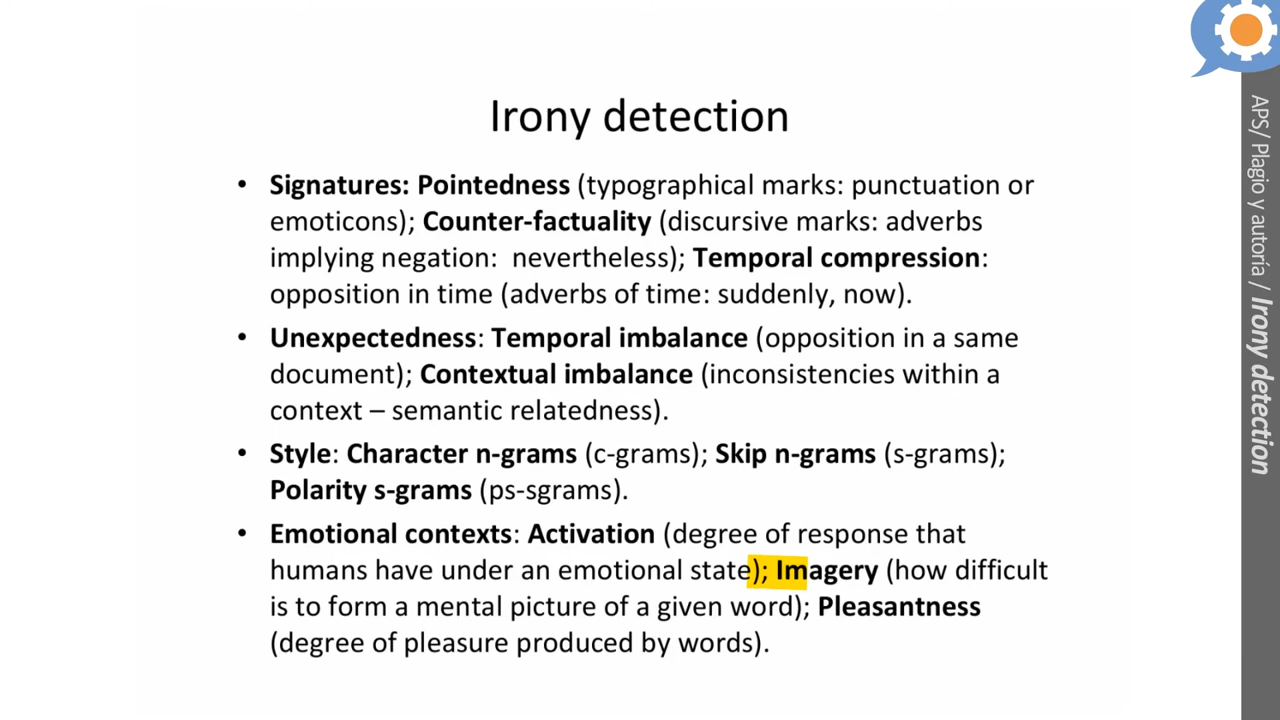 Irony detection
• Signatures: Pointedness (typographical marks: punctuation or
emoticons); Counter-factuality (discursive marks: adverbs
implying negation: nevertheless); Temporal compression:
opposition in time (adverbs of time: suddenly, now).
• Unexpectedness: Temporal imbalance (opposition in a same
document); Contextual imbalance (inconsistencies within a
context – semantic relatedness).
• Style: Character n-grams (c-grams); Skip n-grams (s-grams);
Polarity s-grams (ps-sgrams).
• Emotional contexts: Activation (degree of response that
humans have under an emotional state); Imagery (how difficult
is to form a mental picture of a given word); Pleasantness
(degree of pleasure produced by words).
APS/ Plagio y autoría / Irony detection